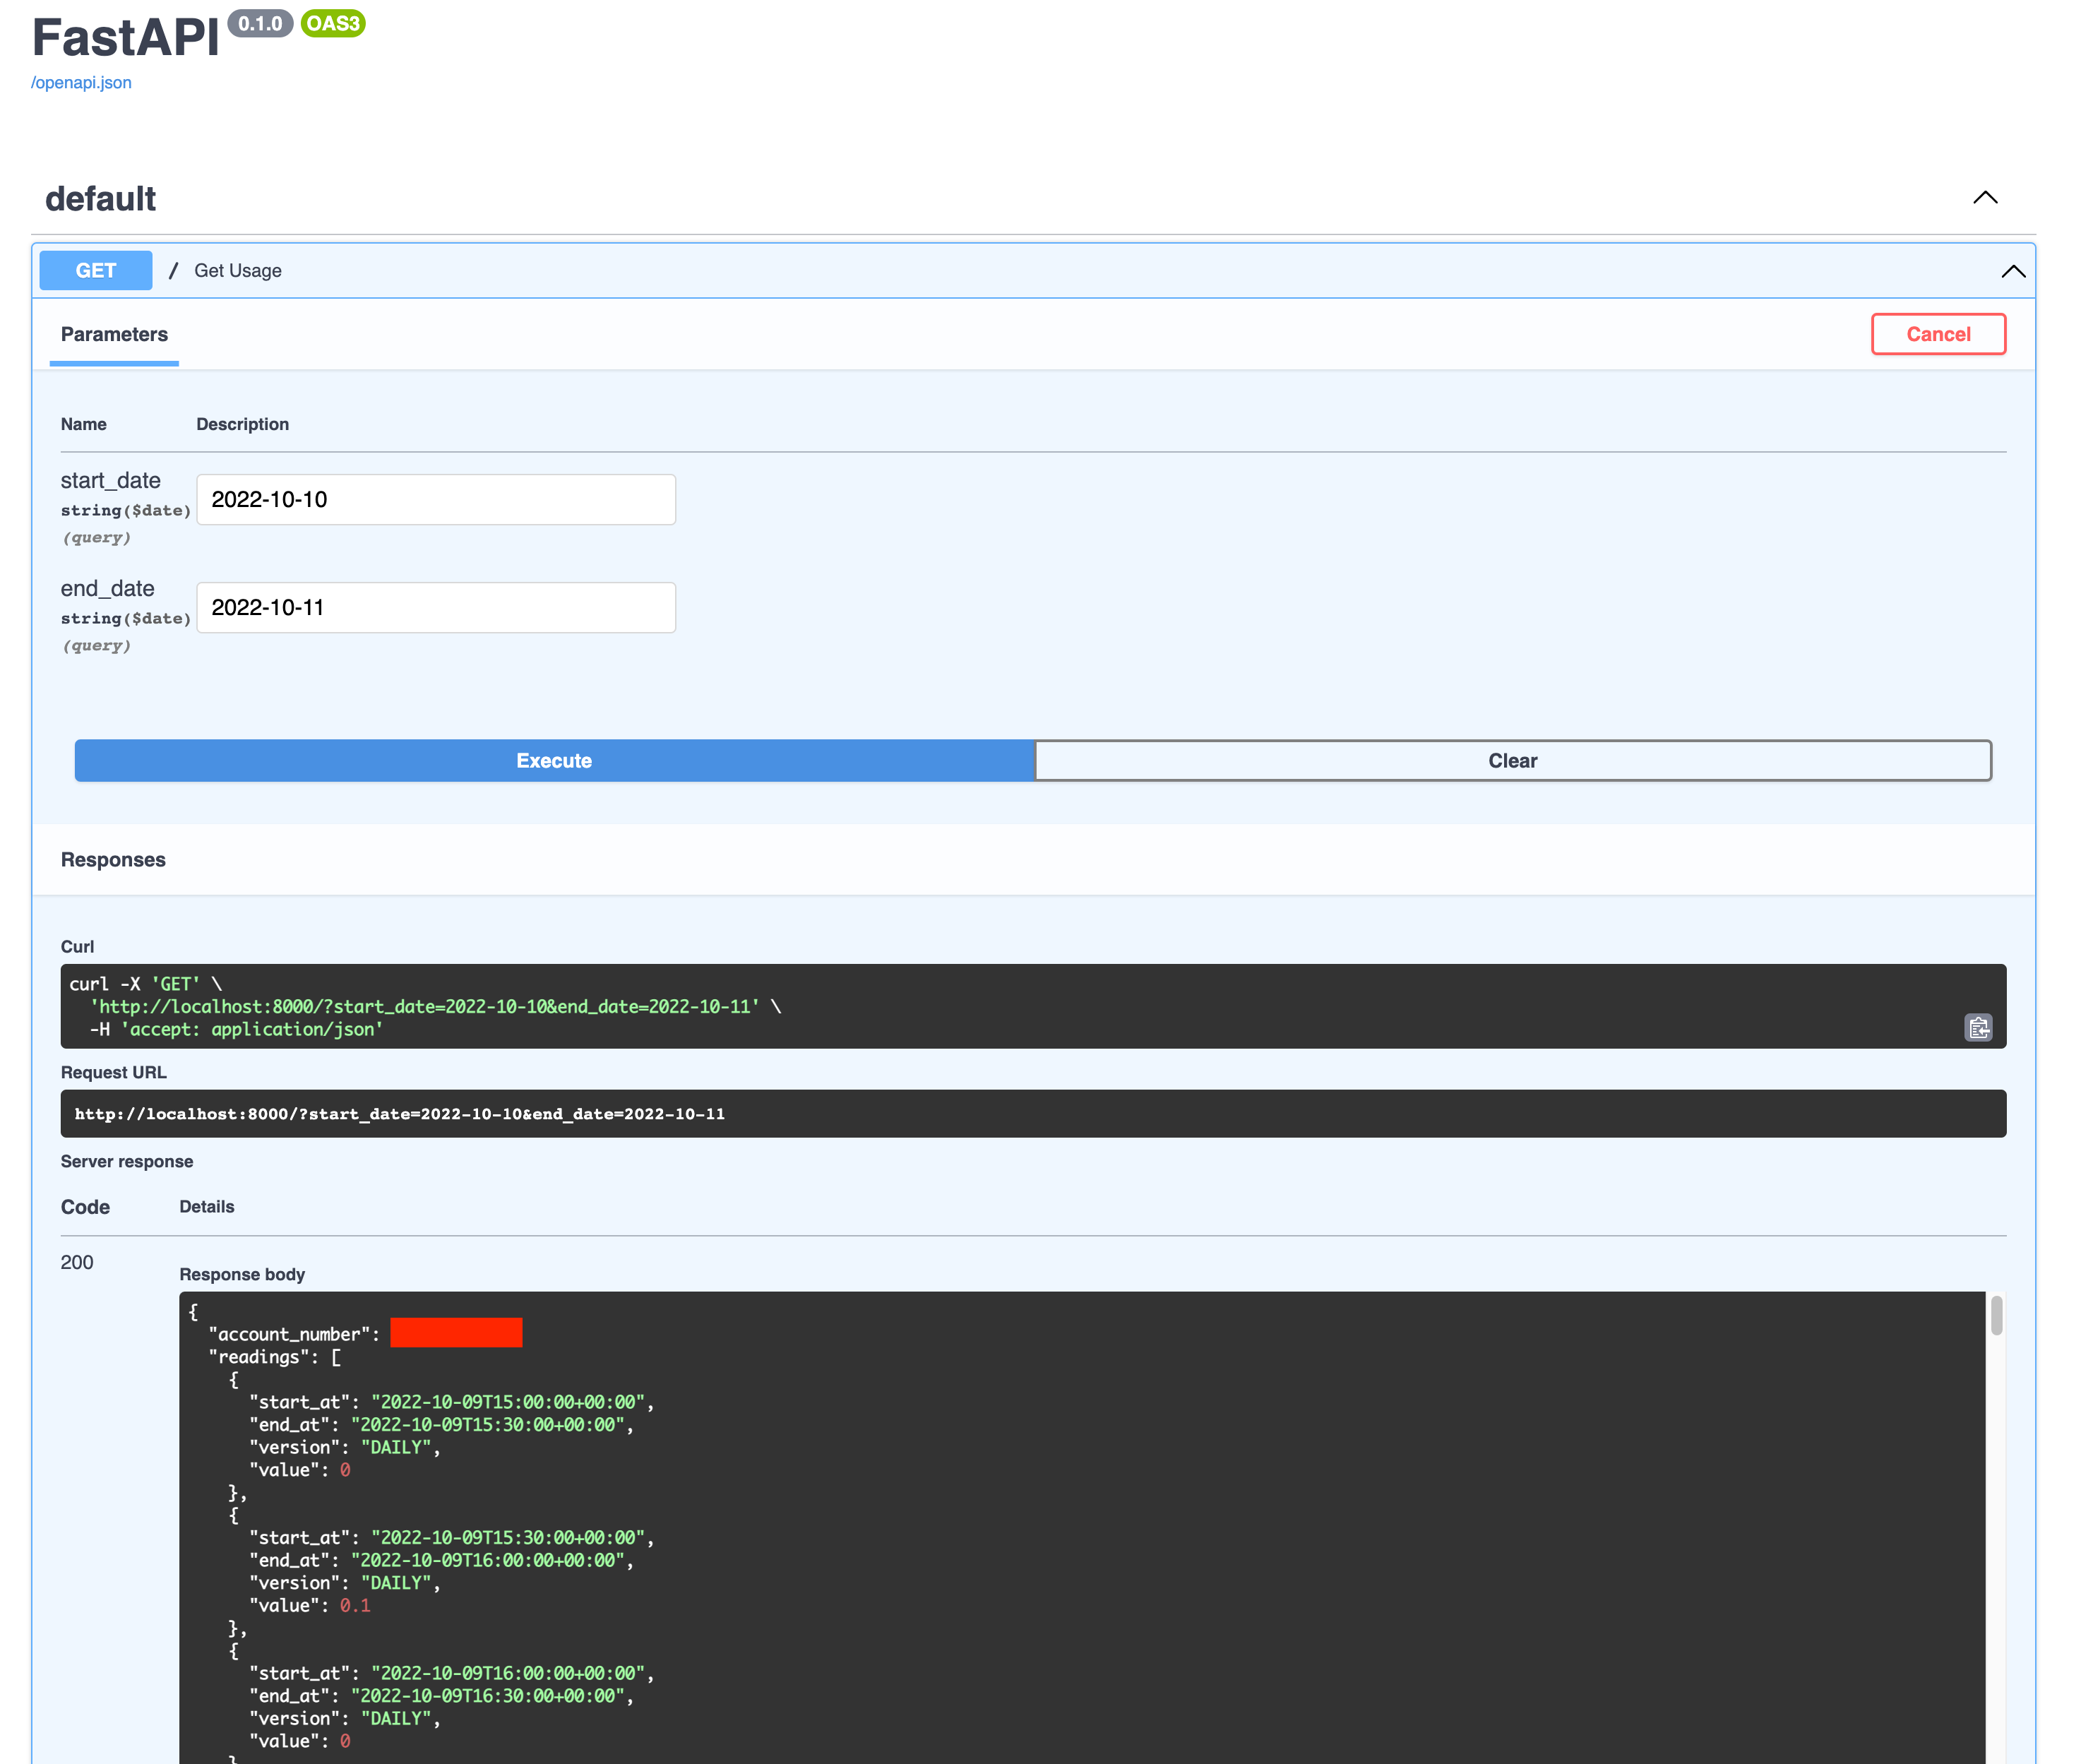 FastAPI 0.1.0 OAS3
/openapi.json
default
GET / Get Usage
Parameters
Cancel
Name Description
start_date
string($date)
(query)
2022-10-10
end_date
string($date)
(query)
2022-10-11
Execute
Clear
Responses
Curl
curl -X 'GET' \
  'http://localhost:8000/?start_date=2022-10-10&end_date=2022-10-11' \
  -H 'accept: application/json'
Request URL
http://localhost:8000/?start_date=2022-10-10&end_date=2022-10-11
Server response
Code Details
200
Response body
{
  "account_number":
  "readings": [
    {
      "start_at": "2022-10-09T15:00:00+00:00",
      "end_at": "2022-10-09T15:30:00+00:00",
      "version": "DAILY",
      "value": 0
    },
    {
      "start_at": "2022-10-09T15:30:00+00:00",
      "end_at": "2022-10-09T16:00:00+00:00",
      "version": "DAILY",
      "value": 0.1
    },
    {
      "start_at": "2022-10-09T16:00:00+00:00",
      "end_at": "2022-10-09T16:30:00+00:00",
      "version": "DAILY",
      "value": 0